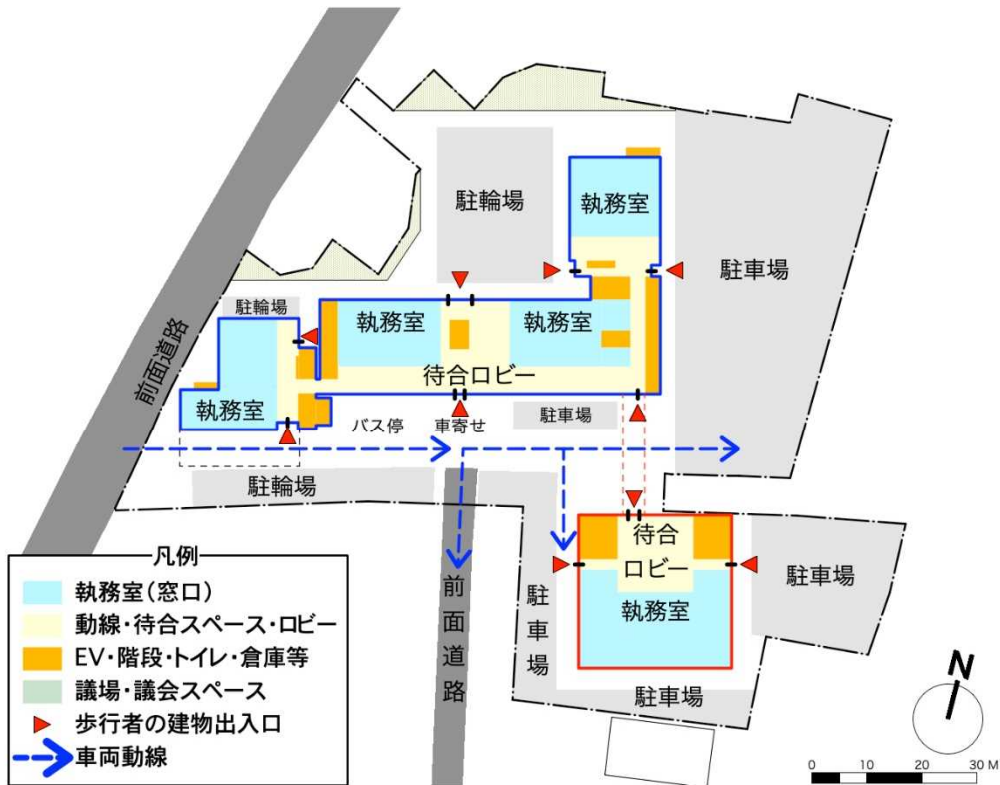 執務室
駐輪場
駐車場
駐輪場
執務室
執務室
前面道路
待合ロビー
執務室
バス停
車寄せ
駐車場
駐輪場
待合
ロビー
執務室
駐車場
前面道路
駐車場
駐車場
凡例
執務室(窓口)
動線・待合スペース・ロビー
EV・階段・トイレ・倉庫等
議場・議会スペース
歩行者の建物出入口
車両動線
N
0 10 20 30 M